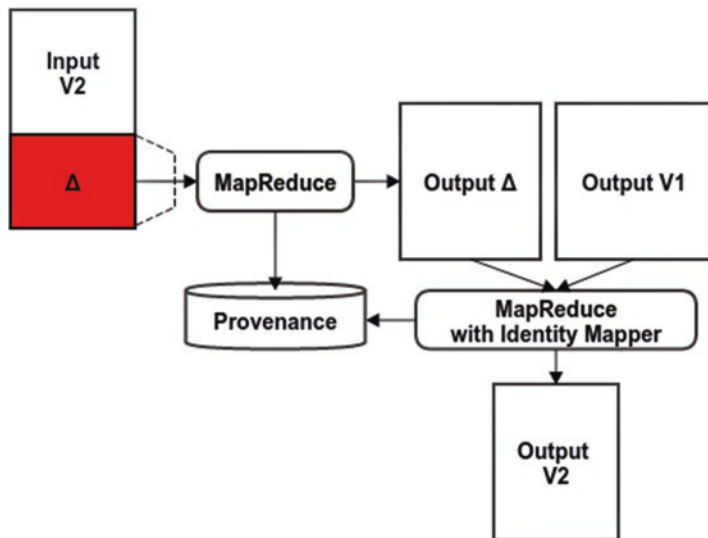 Input
V2
Δ
MapReduce
Output Δ
Output V1
Provenance
MapReduce
with Identity Mapper
Output
V2